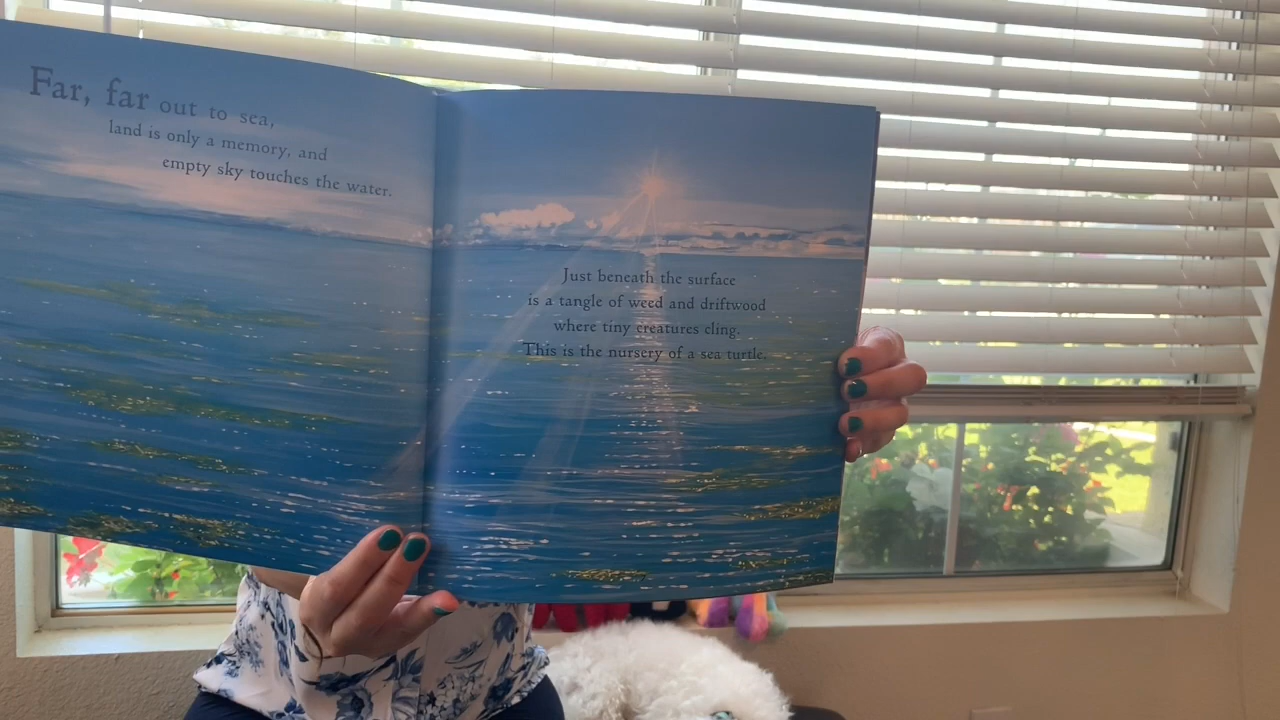 Far, far out to sea,
land is only a memory, and
empty sky touches the water.
Just beneath the surface
is a tangle of weed and driftwood
where tiny creatures cling.
This is the nursery of a sea turtle.